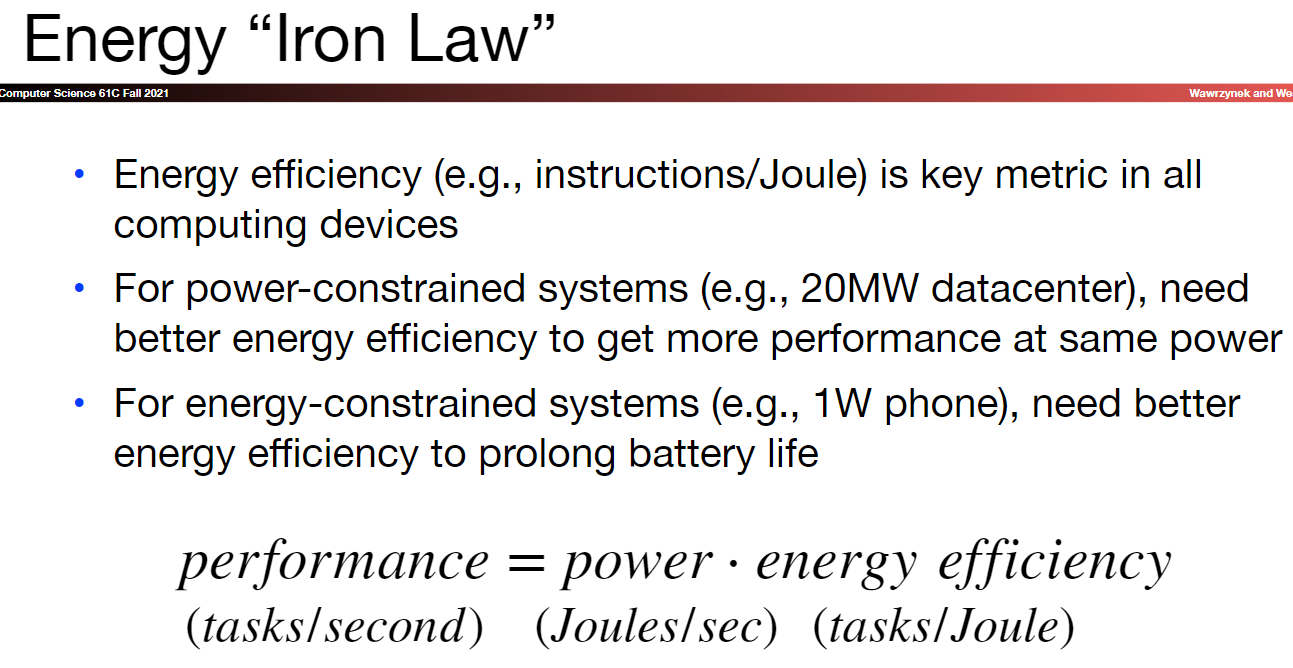 Energy “Iron Law”
Computer Science 61C Fall 2021
Wawrzynek and We
• Energy efficiency (e.g., instructions/Joule) is key metric in all
computing devices
• For power-constrained systems (e.g., 20MW datacenter), need
better energy efficiency to get more performance at same power
• For energy-constrained systems (e.g., 1W phone), need better
energy efficiency to prolong battery life
performance = power · energy efficiency
(tasks/second) (Joules/sec) (tasks/Joule)